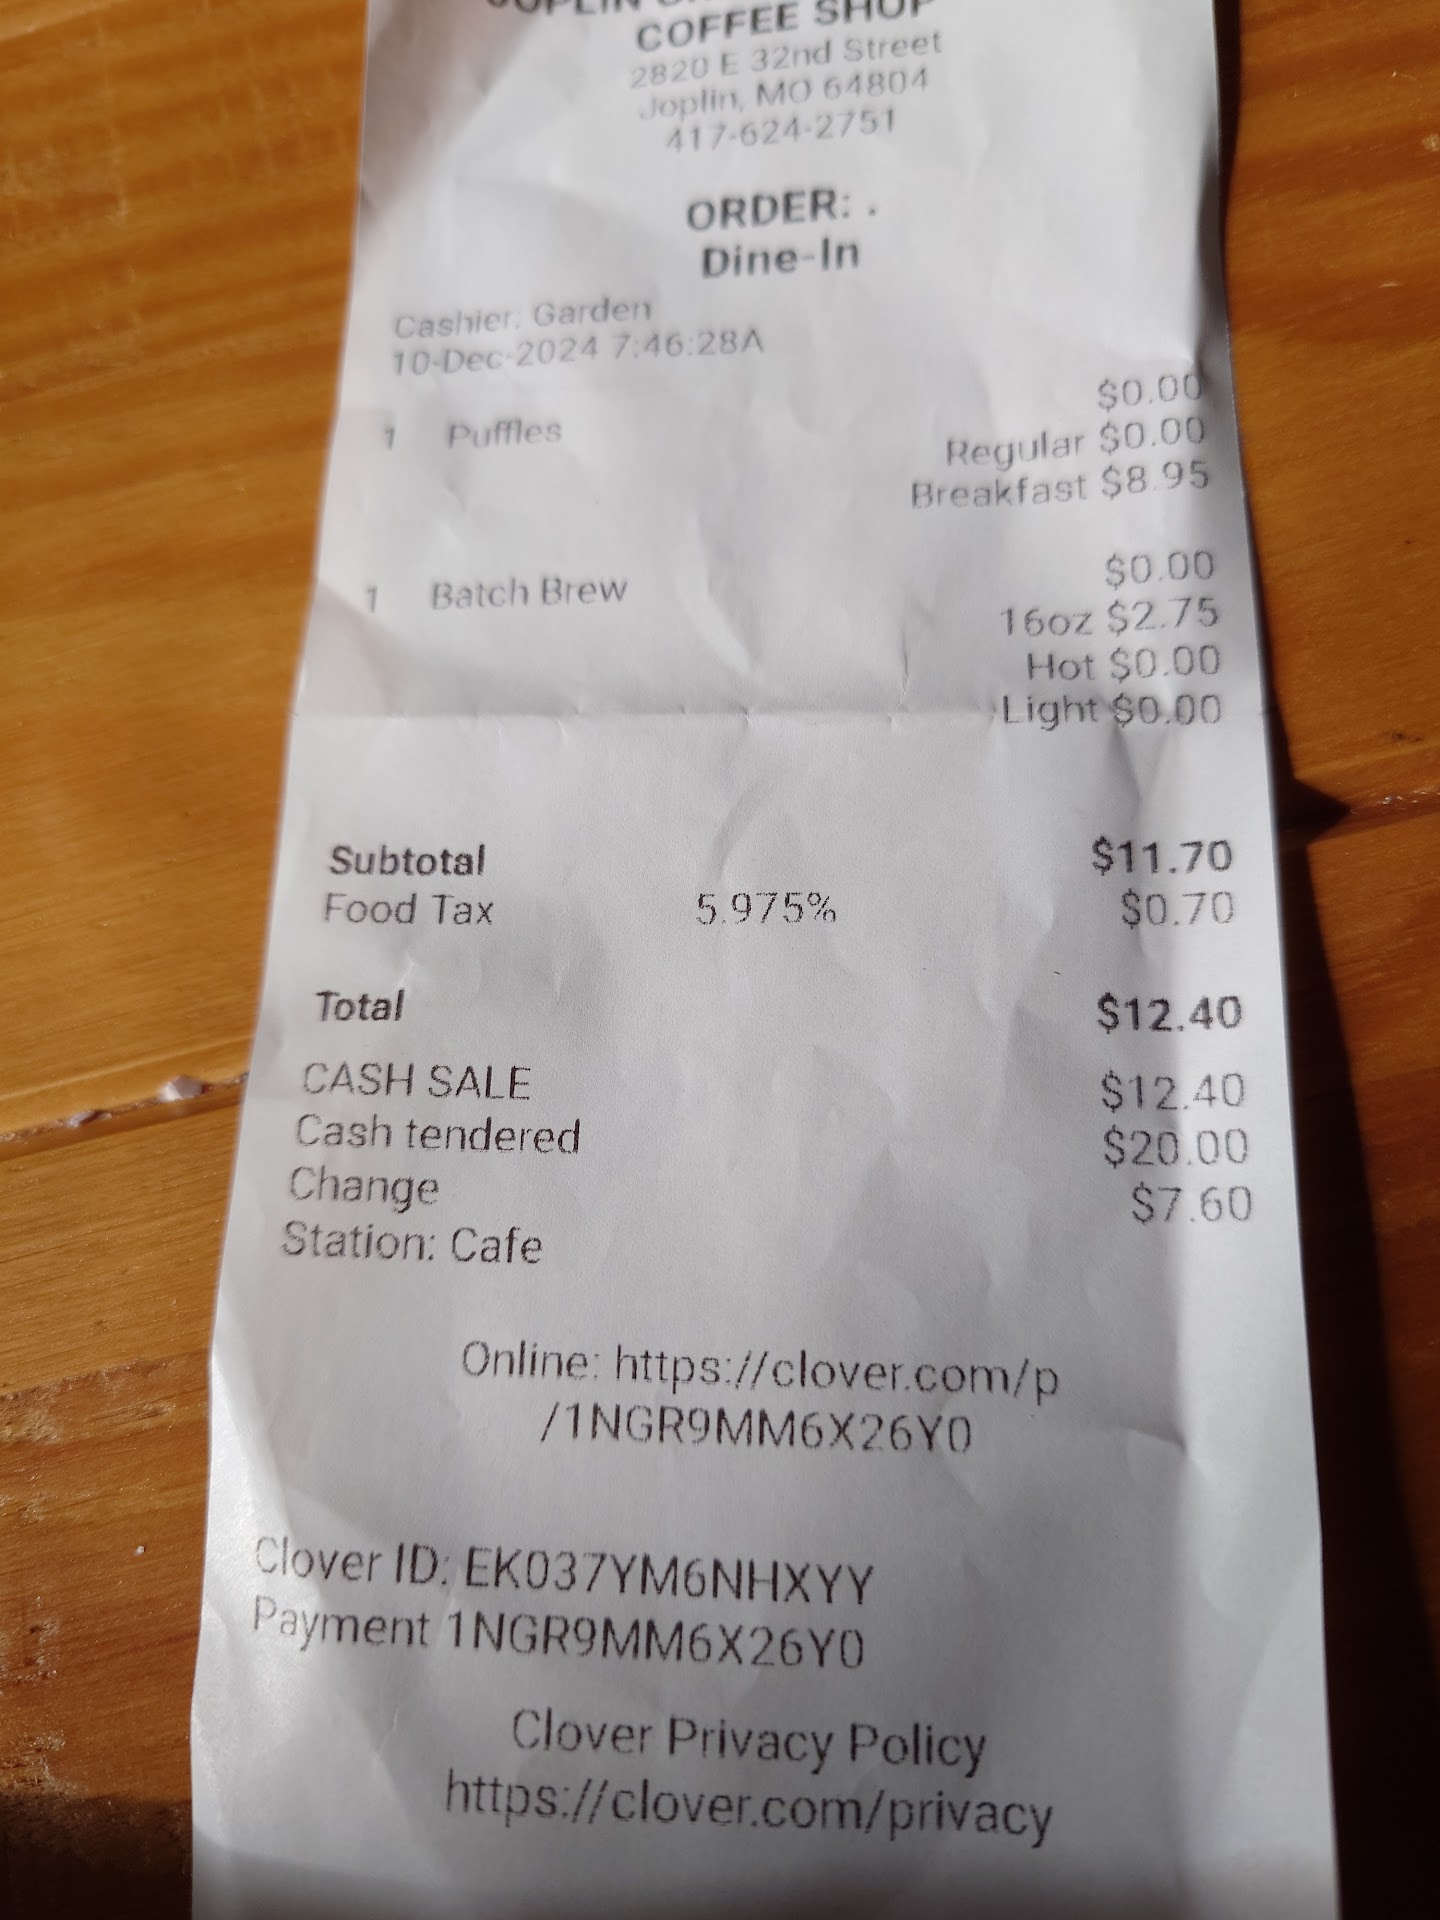 JOPLIN
COFFEE SHOP
2820 E 32nd Street
Joplin, MO 64804
417-624-2751
ORDER: .
Dine-In
Cashier: Garden
10-Dec-2024 7:46:28A
1 Puffles $0.00
Regular $0.00
Breakfast $8.95
1 Batch Brew $0.00
16oz $2.75
Hot $0.00
Light $0.00
Subtotal $11.70
Food Tax 5.975% $0.70
Total $12.40
CASH SALE $12.40
Cash tendered $20.00
Change $7.60
Station: Cafe
Online: https://clover.com/p
/1NGR9MM6X26Y0
Clover ID: EK037YM6NHXYY
Payment 1NGR9MM6X26Y0
Clover Privacy Policy
https://clover.com/privacy